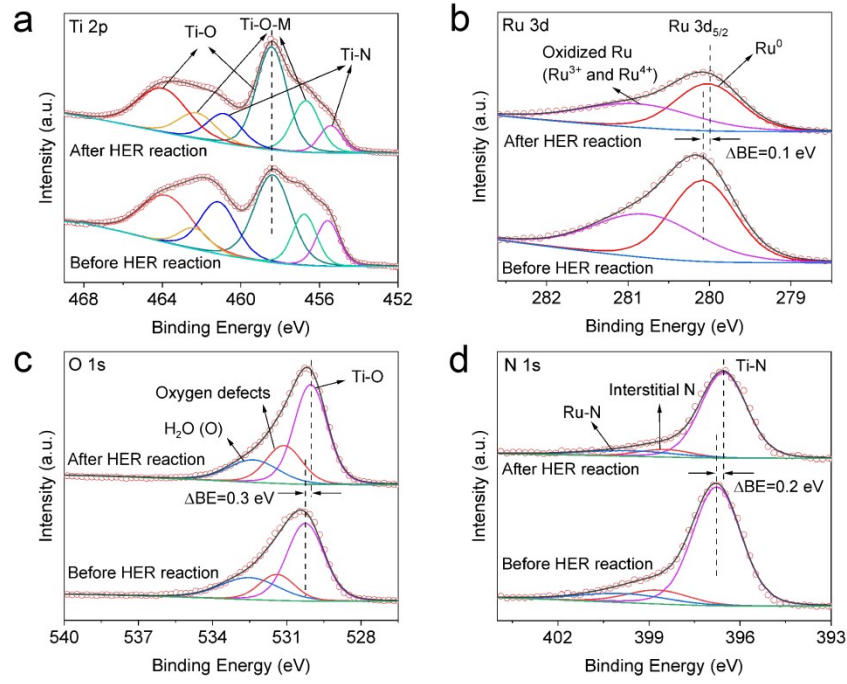 a
Ti 2p
Ti-O
Ti-O-M
Ti-N
After HER reaction
Before HER reaction
Intensity (a.u.)
468 464 460 456 452
Binding Energy (eV)
b
Ru 3d
Ru 3d5/2
Oxidized Ru
(Ru³⁺ and Ru⁴⁺)
Ru⁰
After HER reaction
ΔBE=0.1 eV
Before HER reaction
Intensity (a.u.)
282 281 280 279
Binding Energy (eV)
c
O 1s
Ti-O
Oxygen defects
H₂O (O)
After HER reaction
ΔBE=0.3 eV
Before HER reaction
Intensity (a.u.)
540 537 534 531 528
Binding Energy (eV)
d
N 1s
Ti-N
Interstitial N
Ru-N
After HER reaction
ΔBE=0.2 eV
Before HER reaction
Intensity (a.u.)
402 399 396 393
Binding Energy (eV)